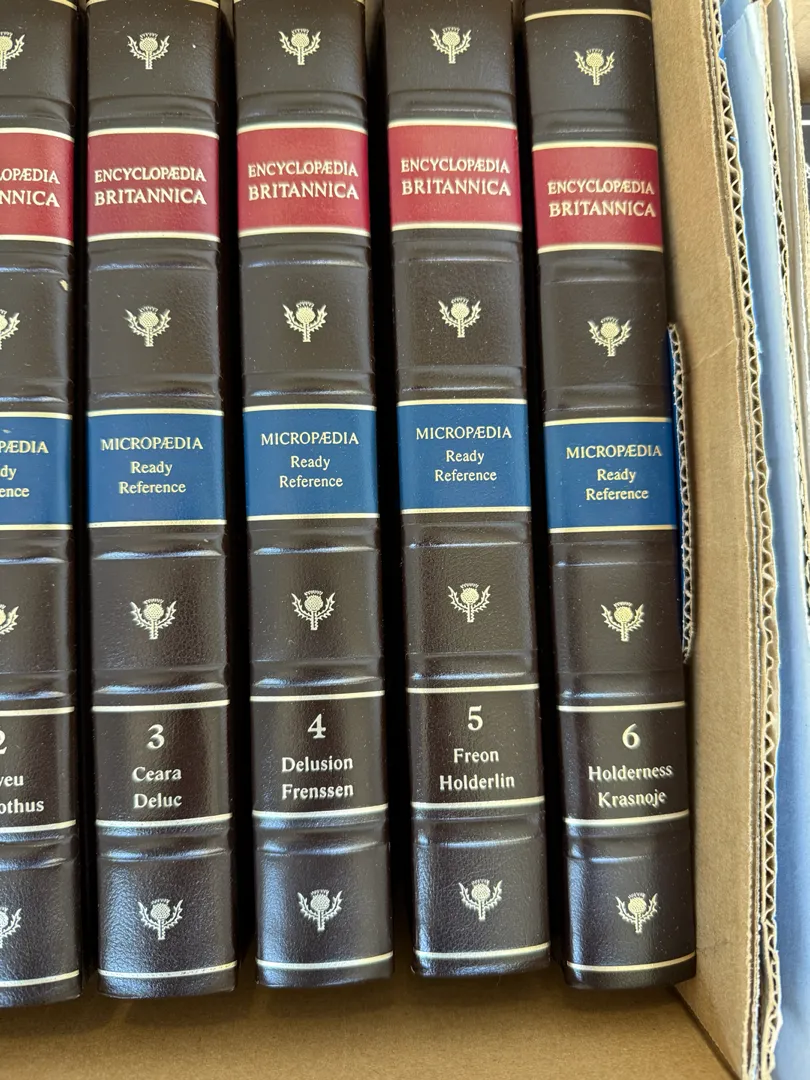 ENCYCLOPÆDIA
BRITANNICA
MICROPÆDIA
Ready
Reference
3
Ceara
Deluc
ENCYCLOPÆDIA
BRITANNICA
MICROPÆDIA
Ready
Reference
4
Delusion
Frenssen
ENCYCLOPÆDIA
BRITANNICA
MICROPÆDIA
Ready
Reference
5
Freon
Holderlin
ENCYCLOPÆDIA
BRITANNICA
MICROPÆDIA
Ready
Reference
6
Holderness
Krasnoje